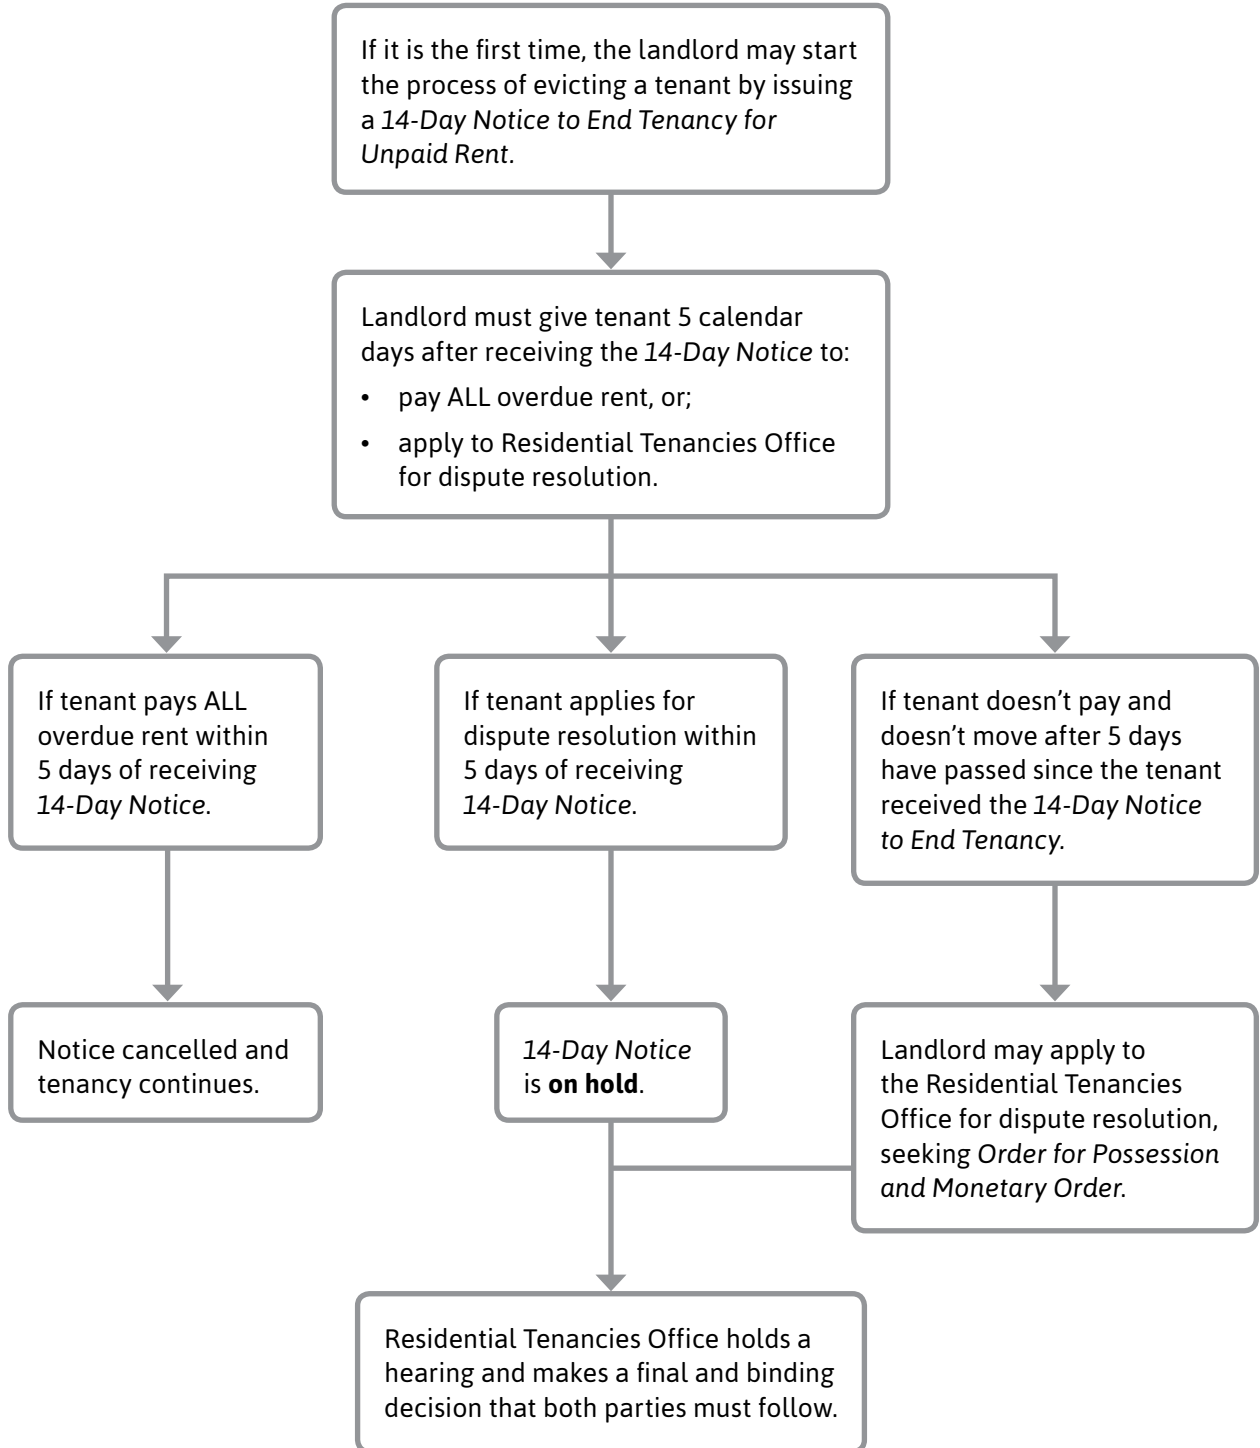 If it is the first time, the landlord may start
the process of evicting a tenant by issuing
a 14-Day Notice to End Tenancy for
Unpaid Rent.
Landlord must give tenant 5 calendar
days after receiving the 14-Day Notice to:
• pay ALL overdue rent, or;
• apply to Residential Tenancies Office
for dispute resolution.
If tenant pays ALL
overdue rent within
5 days of receiving
14-Day Notice.
If tenant applies for
dispute resolution within
5 days of receiving
14-Day Notice.
If tenant doesn’t pay and
doesn’t move after 5 days
have passed since the tenant
received the 14-Day Notice
to End Tenancy.
Notice cancelled and
tenancy continues.
14-Day Notice
is on hold.
Landlord may apply to
the Residential Tenancies
Office for dispute resolution,
seeking Order for Possession
and Monetary Order.
Residential Tenancies Office holds a
hearing and makes a final and binding
decision that both parties must follow.